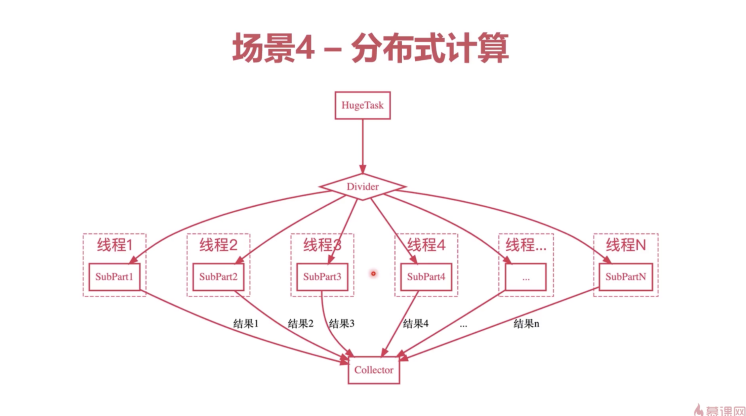 场景4 – 分布式计算
HugeTask
Divider
线程1
线程2
线程3
线程4
线程...
线程N
SubPart1
SubPart2
SubPart3
SubPart4
...
SubPartN
结果1
结果2
结果3
结果4
...
结果n
Collector
慕课网